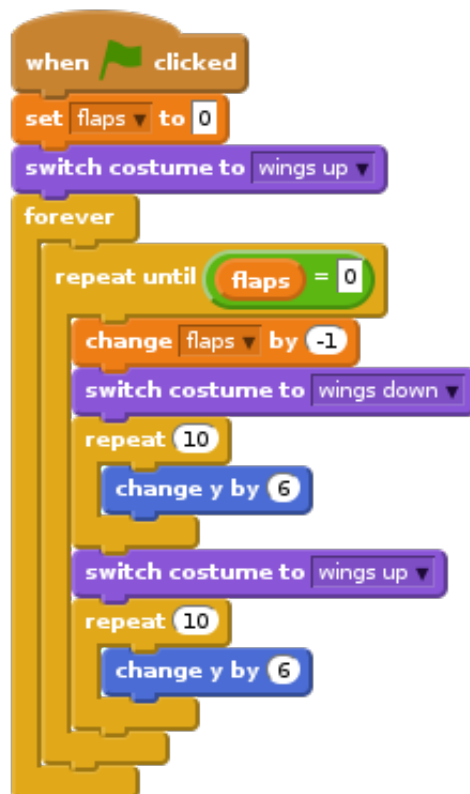 when clicked
set flaps to 0
switch costume to wings up
forever
repeat until flaps = 0
change flaps by -1
switch costume to wings down
repeat 10
change y by 6
switch costume to wings up
repeat 10
change y by 6